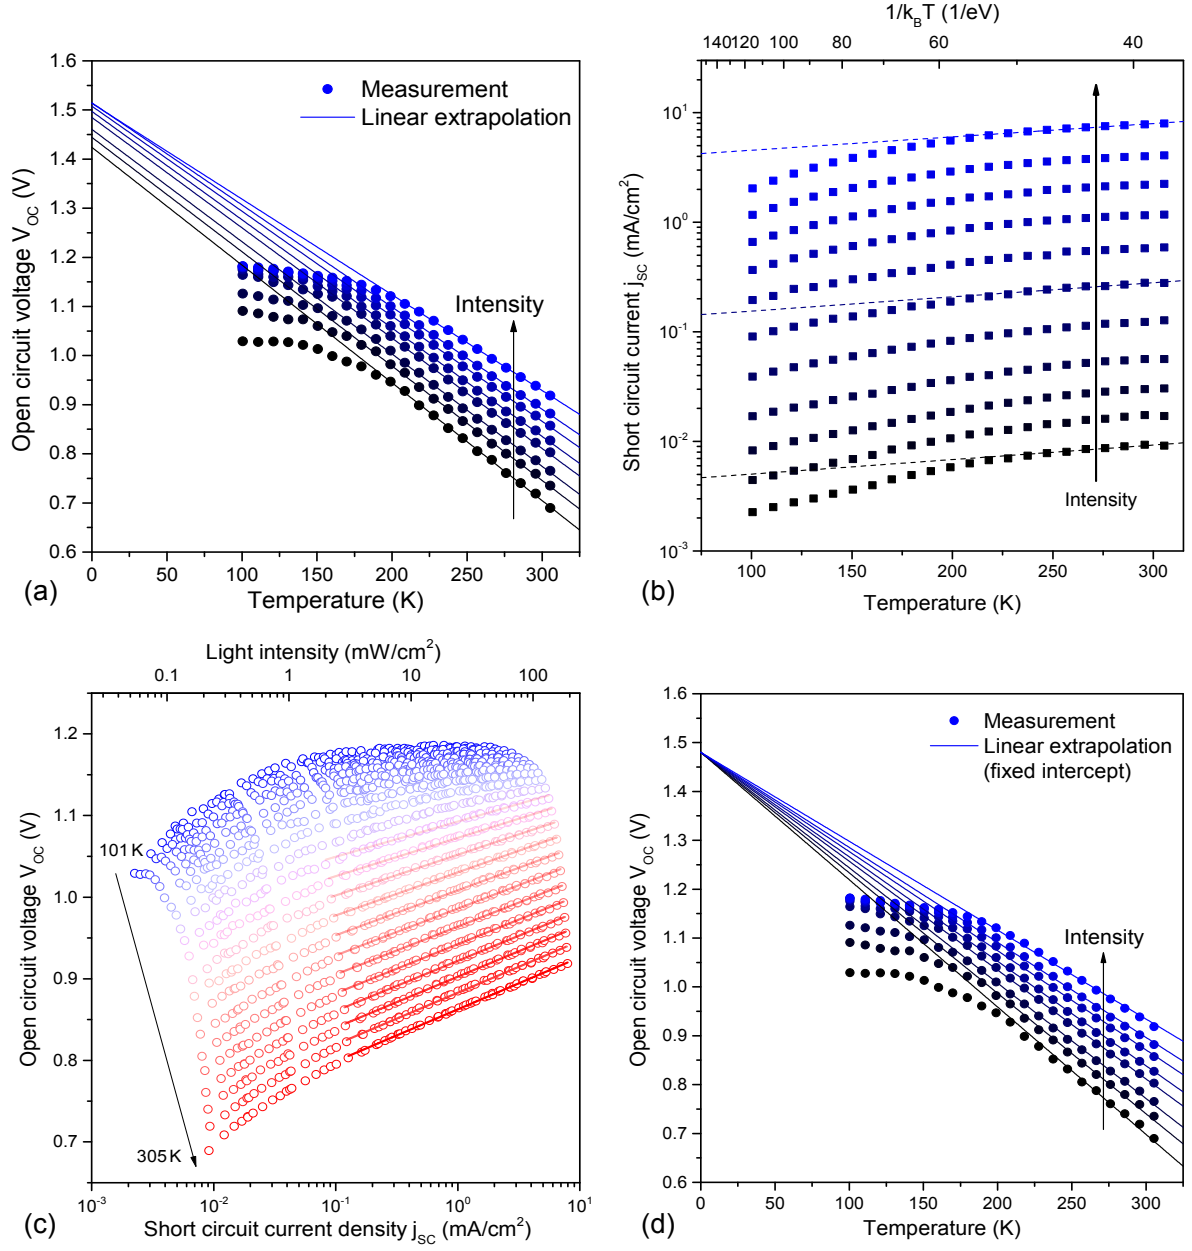 1.6
1.5
1.4
1.3
1.2
1.1
1.0
0.9
0.8
0.7
0.6
0 50 100 150 200 250 300
Open circuit voltage V_OC (V)
Temperature (K)
Measurement
Linear extrapolation
Intensity
(a)
1/k_BT (1/eV)
140 120 100 80 60 40
10^1
10^0
10^-1
10^-2
10^-3
100 150 200 250 300
Short circuit current j_SC (mA/cm^2)
Temperature (K)
Intensity
(b)
Light intensity (mW/cm^2)
0.1 1 10 100
1.2
1.1
1.0
0.9
0.8
0.7
10^-3 10^-2 10^-1 10^0 10^1
Open circuit voltage V_OC (V)
Short circuit current density j_SC (mA/cm^2)
101K
305K
(c)
1.6
1.5
1.4
1.3
1.2
1.1
1.0
0.9
0.8
0.7
0.6
0 50 100 150 200 250 300
Open circuit voltage V_OC (V)
Temperature (K)
Measurement
Linear extrapolation
(fixed intercept)
Intensity
(d)